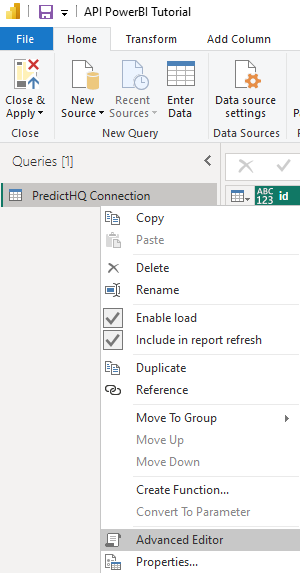 API PowerBI Tutorial
File Home Transform Add Column
Close & Apply New Source Recent Sources Enter Data Data source settings
Close New Query Data Sources
Queries [1]
PredictHQ Connection
ABC 123 id
Copy
Paste
Delete
Rename
Enable load
Include in report refresh
Duplicate
Reference
Move To Group
Move Up
Move Down
Create Function...
Convert To Parameter
Advanced Editor
Properties...